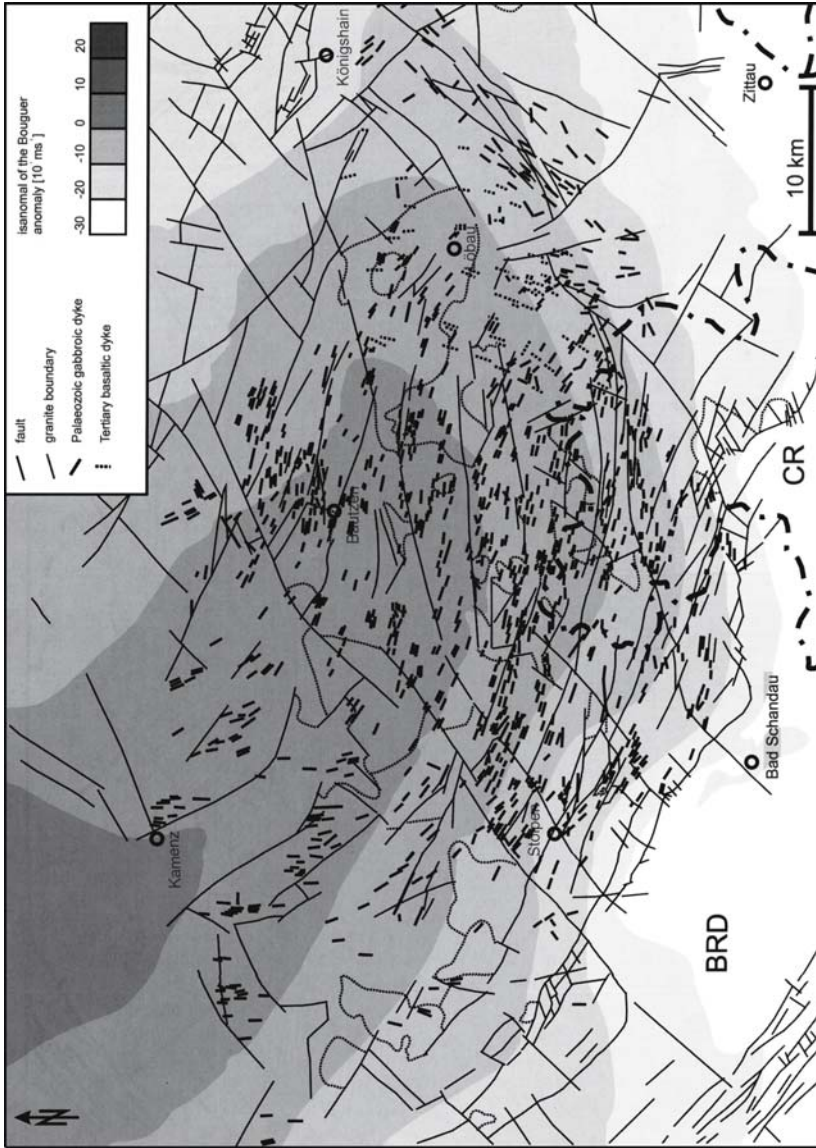 isanomal of the Bouguer
anomaly [10 ms ]
-30 -20 -10 0 10 20
fault
granite boundary
Palaeozoic gabbroic dyke
Tertiary basaltic dyke
N
Kamenz
Bautzen
Löbau
Königshain
Stolpen
Bad Schandau
Zittau
BRD
CR
10 km